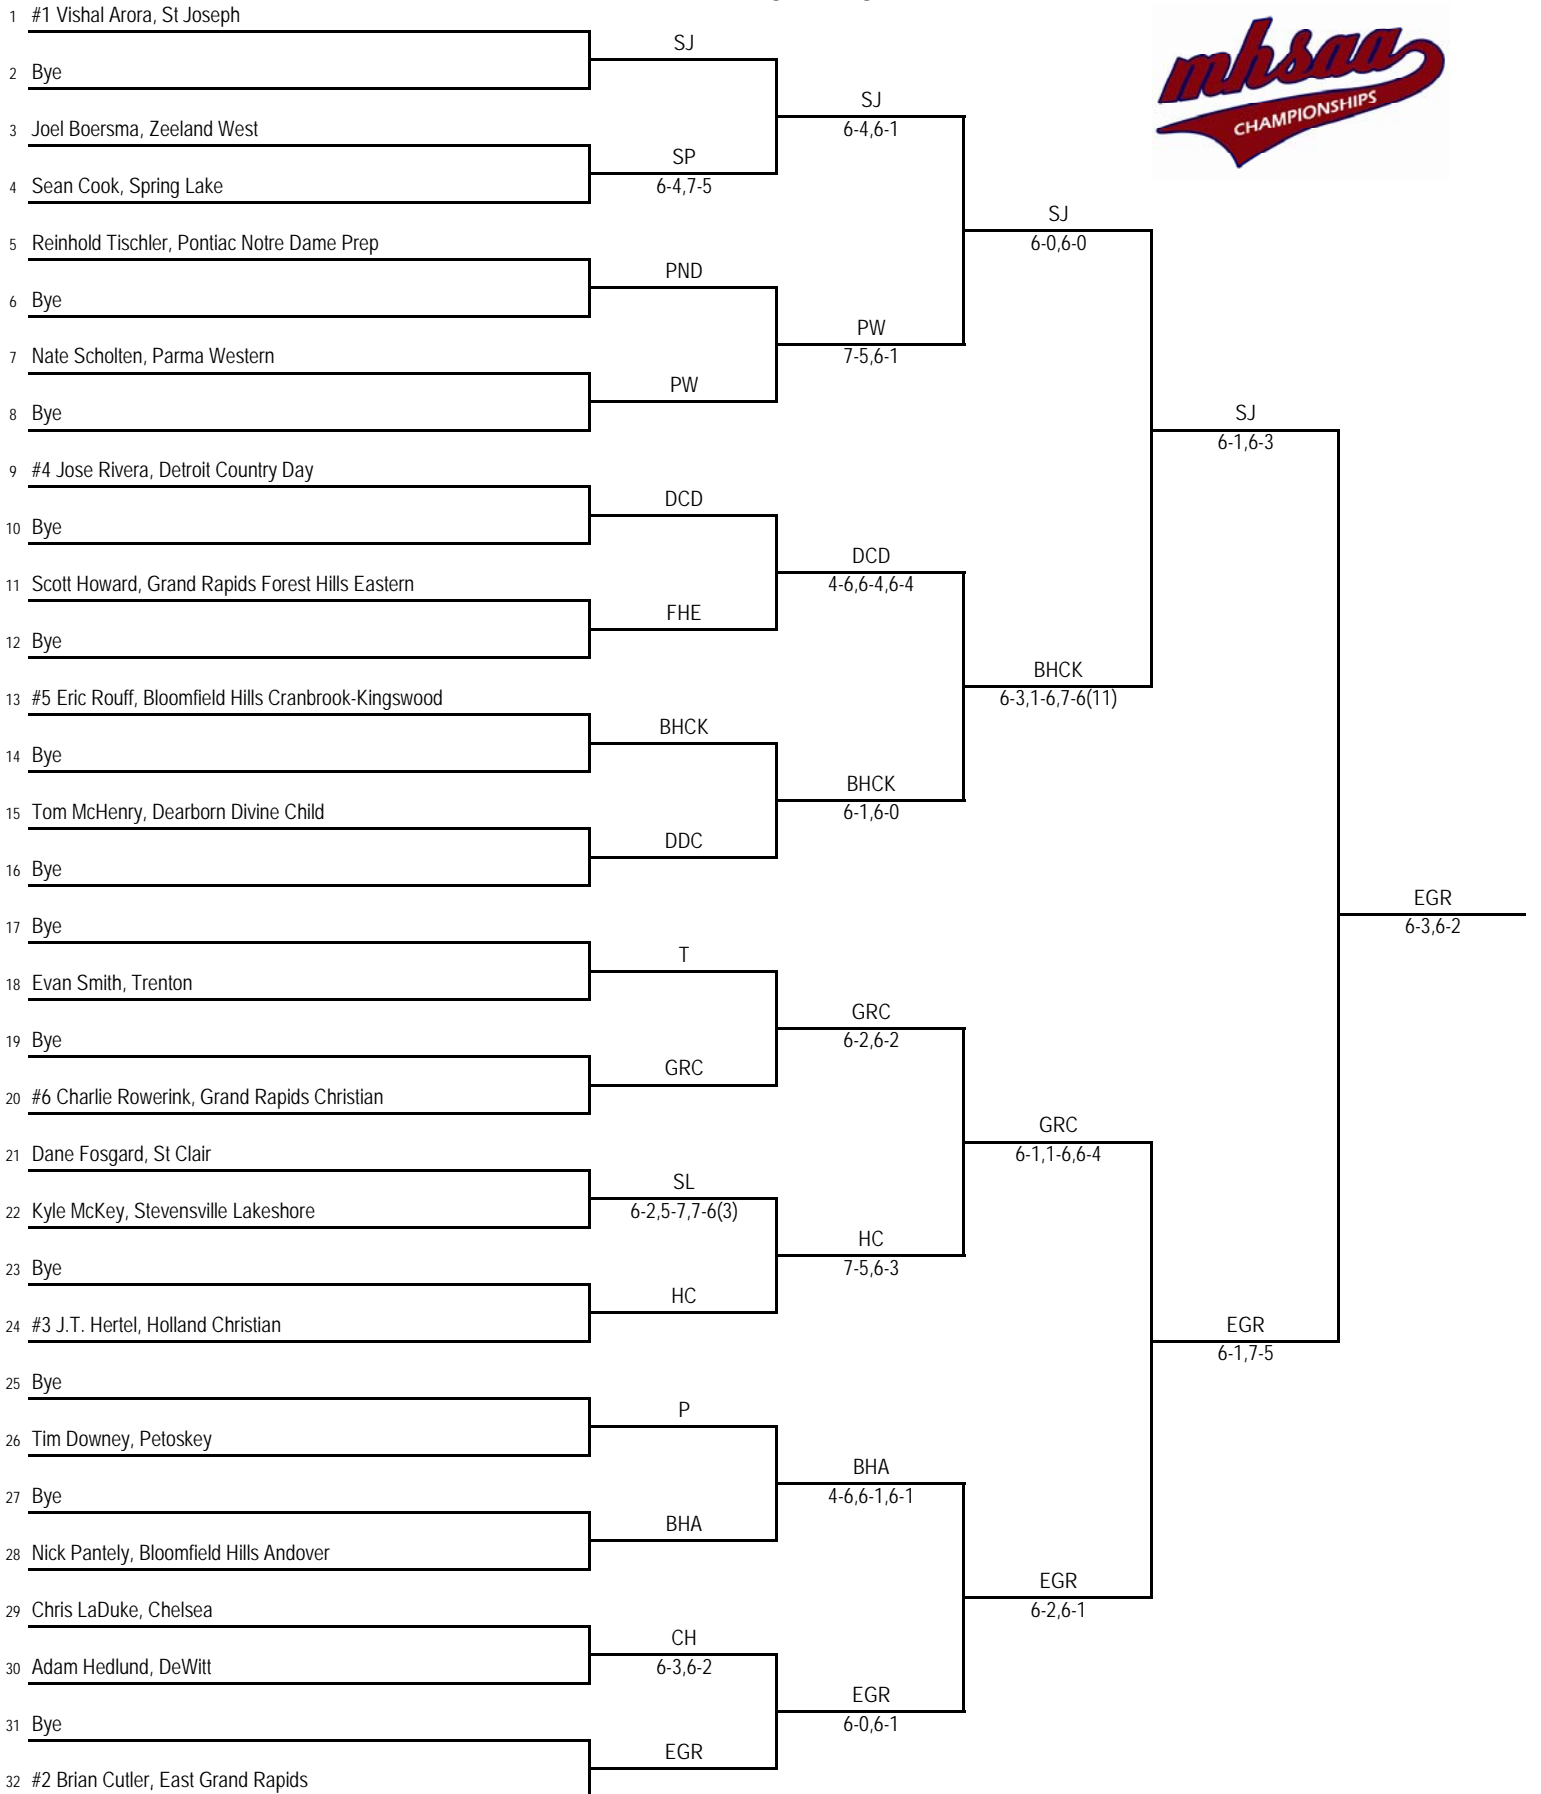 1 #1 Vishal Arora, St Joseph
SJ
2 Bye
SJ
6-4,6-1
3 Joel Boersma, Zeeland West
SP
6-4,7-5
4 Sean Cook, Spring Lake
SJ
6-0,6-0
5 Reinhold Tischler, Pontiac Notre Dame Prep
PND
6 Bye
PW
7-5,6-1
7 Nate Scholten, Parma Western
PW
8 Bye
SJ
6-1,6-3
9 #4 Jose Rivera, Detroit Country Day
DCD
10 Bye
DCD
4-6,6-4,6-4
11 Scott Howard, Grand Rapids Forest Hills Eastern
FHE
12 Bye
BHCK
6-3,1-6,7-6(11)
13 #5 Eric Rouff, Bloomfield Hills Cranbrook-Kingswood
BHCK
14 Bye
BHCK
6-1,6-0
15 Tom McHenry, Dearborn Divine Child
DDC
16 Bye
EGR
6-3,6-2
17 Bye
T
18 Evan Smith, Trenton
GRC
6-2,6-2
19 Bye
GRC
20 #6 Charlie Rowerink, Grand Rapids Christian
GRC
6-1,1-6,6-4
21 Dane Fosgard, St Clair
SL
6-2,5-7,7-6(3)
22 Kyle McKey, Stevensville Lakeshore
HC
7-5,6-3
23 Bye
HC
24 #3 J.T. Hertel, Holland Christian
EGR
6-1,7-5
25 Bye
P
26 Tim Downey, Petoskey
BHA
4-6,6-1,6-1
27 Bye
BHA
28 Nick Pantely, Bloomfield Hills Andover
EGR
6-2,6-1
29 Chris LaDuke, Chelsea
CH
6-3,6-2
30 Adam Hedlund, DeWitt
EGR
6-0,6-1
31 Bye
EGR
32 #2 Brian Cutler, East Grand Rapids
mhsaa
CHAMPIONSHIPS